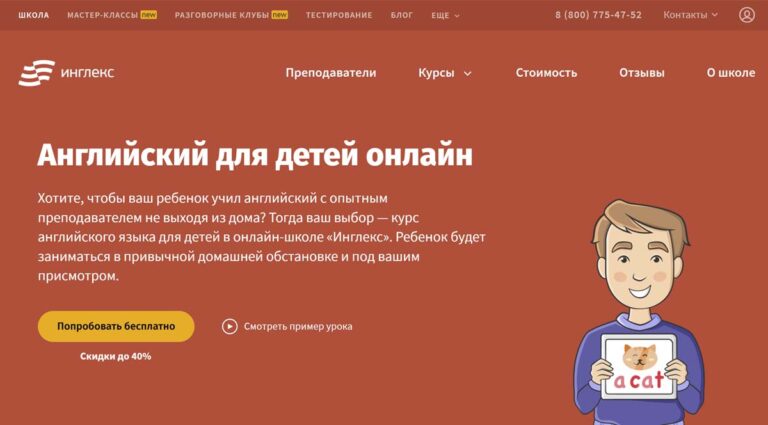 ШКОЛА МАСТЕР-КЛАССЫ new РАЗГОВОРНЫЕ КЛУБЫ new ТЕСТИРОВАНИЕ БЛОГ ЕЩЕ 8 (800) 775-47-52 Контакты
инглекс Преподаватели Курсы Стоимость Отзывы О школе
Английский для детей онлайн
Хотите, чтобы ваш ребенок учил английский с опытным
преподавателем не выходя из дома? Тогда ваш выбор — курс
английского языка для детей в онлайн-школе «Инглекс». Ребенок будет
заниматься в привычной домашней обстановке и под вашим
присмотром.
Попробовать бесплатно Смотреть пример урока
Скидки до 40%
a cat